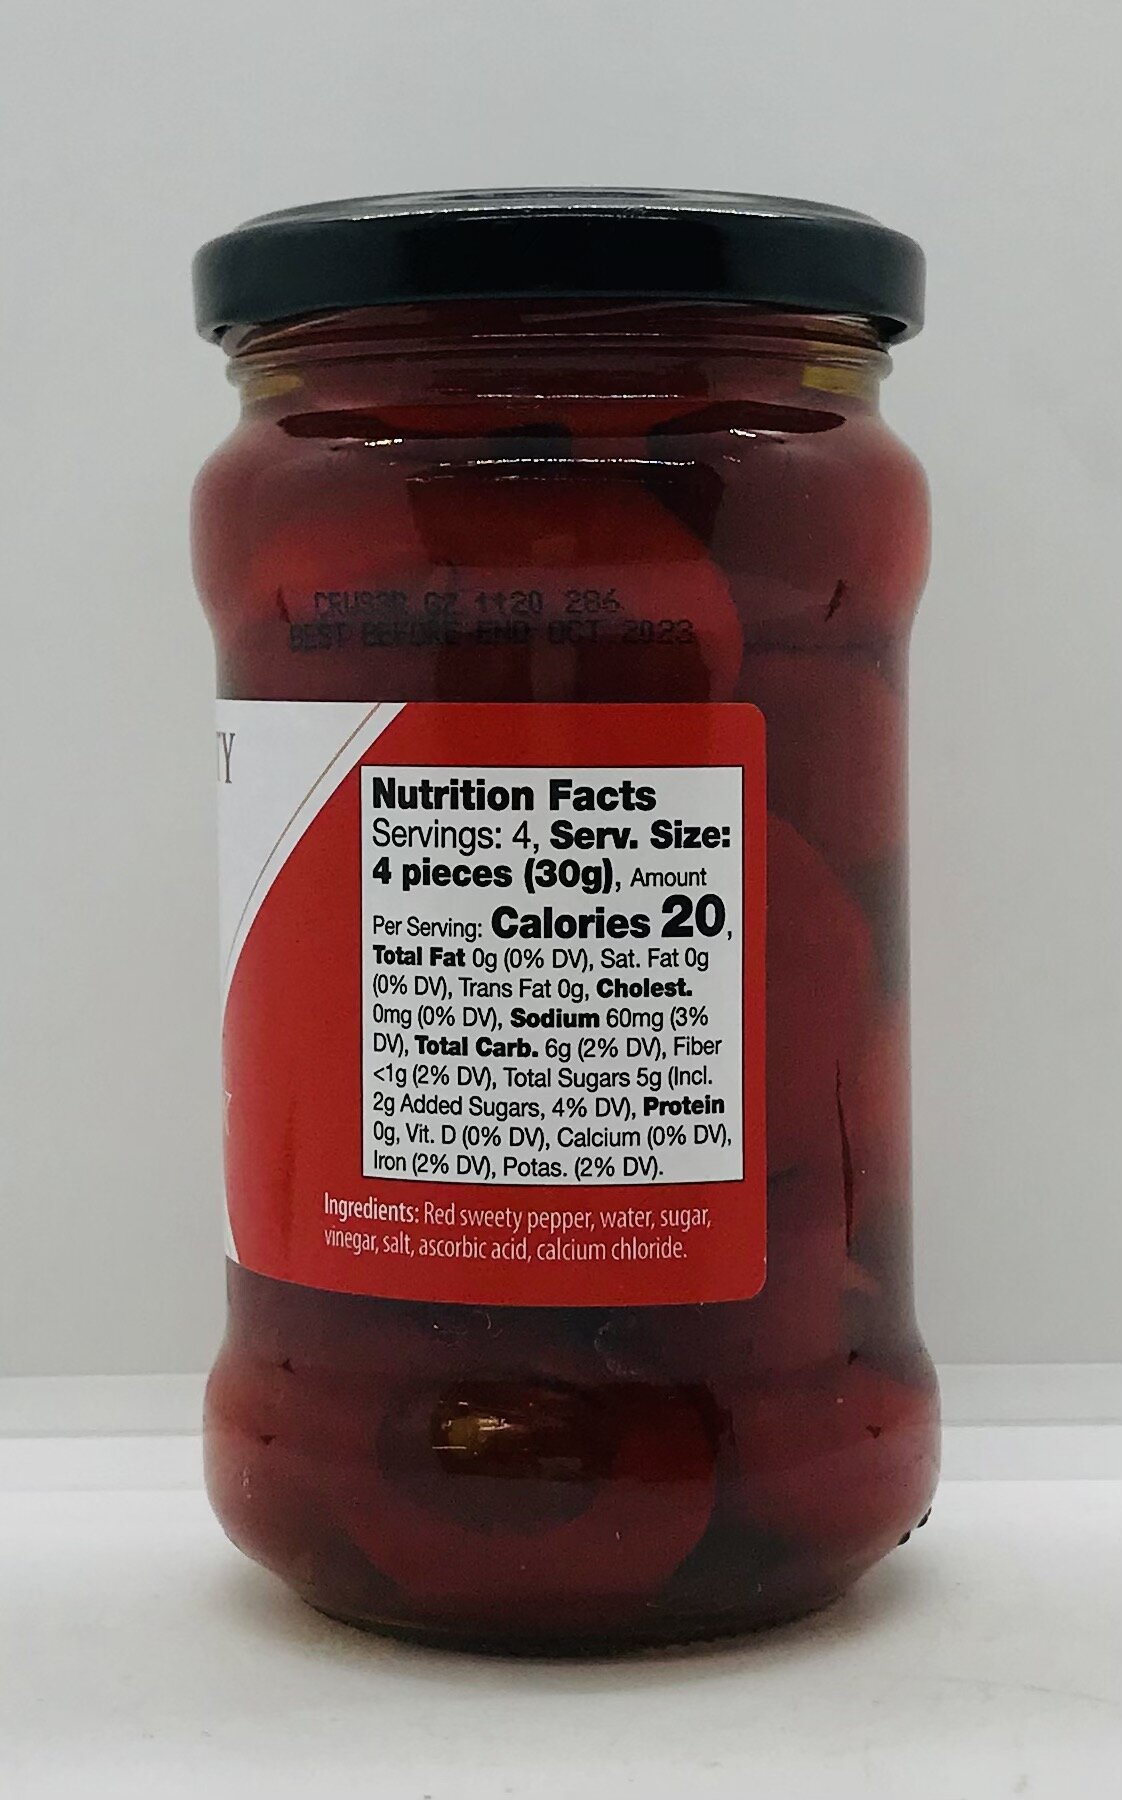 1120 286
BEST BEFORE END OCT 2023
TY
Nutrition Facts
Servings: 4, Serv. Size:
4 pieces (30g), Amount
Per Serving: Calories 20,
Total Fat 0g (0% DV), Sat. Fat 0g
(0% DV), Trans Fat 0g, Cholest.
0mg (0% DV), Sodium 60mg (3%
DV), Total Carb. 6g (2% DV), Fiber
<1g (2% DV), Total Sugars 5g (Incl.
2g Added Sugars, 4% DV), Protein
0g, Vit. D (0% DV), Calcium (0% DV),
Iron (2% DV), Potas. (2% DV).
Ingredients: Red sweety pepper, water, sugar,
vinegar, salt, ascorbic acid, calcium chloride.